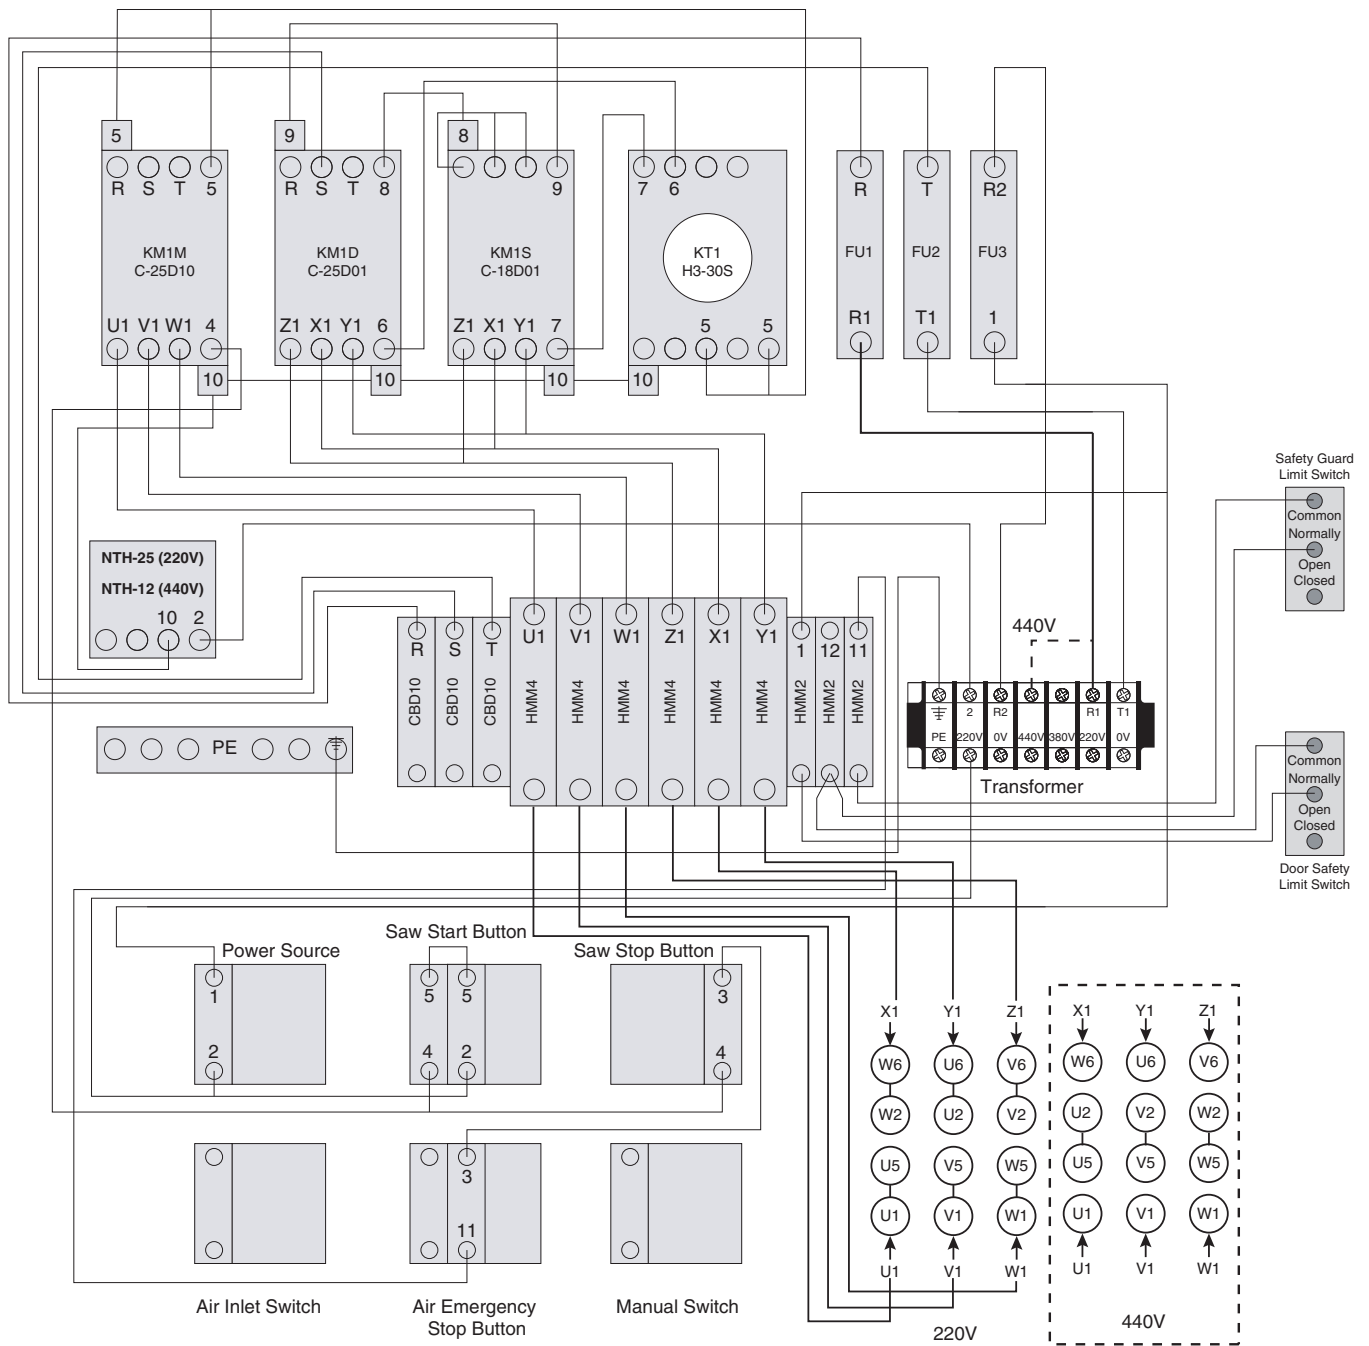 5
9
8
R S T 5
R S T 8
9
7 6
R
T
R2
KM1M
C-25D10
KM1D
C-25D01
KM1S
C-18D01
KT1
H3-30S
FU1
FU2
FU3
U1 V1 W1 4
Z1 X1 Y1 6
Z1 X1 Y1 7
5 5
R1
T1
1
10
10
10
10
Safety Guard
Limit Switch
Common
Normally
Open
Closed
NTH-25 (220V)
NTH-12 (440V)
10 2
440V
R
S
T
U1
V1
W1
Z1
X1
Y1
1
12
11
CBD10
CBD10
CBD10
HMM4
HMM4
HMM4
HMM4
HMM4
HMM4
HMM2
HMM2
HMM2
2 R2 R1 T1
PE 220V 0V 440V 380V 220V 0V
Transformer
PE
Common
Normally
Open
Closed
Door Safety
Limit Switch
Power Source
Saw Start Button
Saw Stop Button
1
2
5 5
4 2
3
4
3
11
Air Inlet Switch
Air Emergency
Stop Button
Manual Switch
X1 Y1 Z1
W6 U6 V6
W2 U2 V2
U5 V5 W5
U1 V1 W1
U1 V1 W1
220V
X1 Y1 Z1
W6 U6 V6
U2 V2 W2
U5 V5 W5
U1 V1 W1
U1 V1 W1
440V